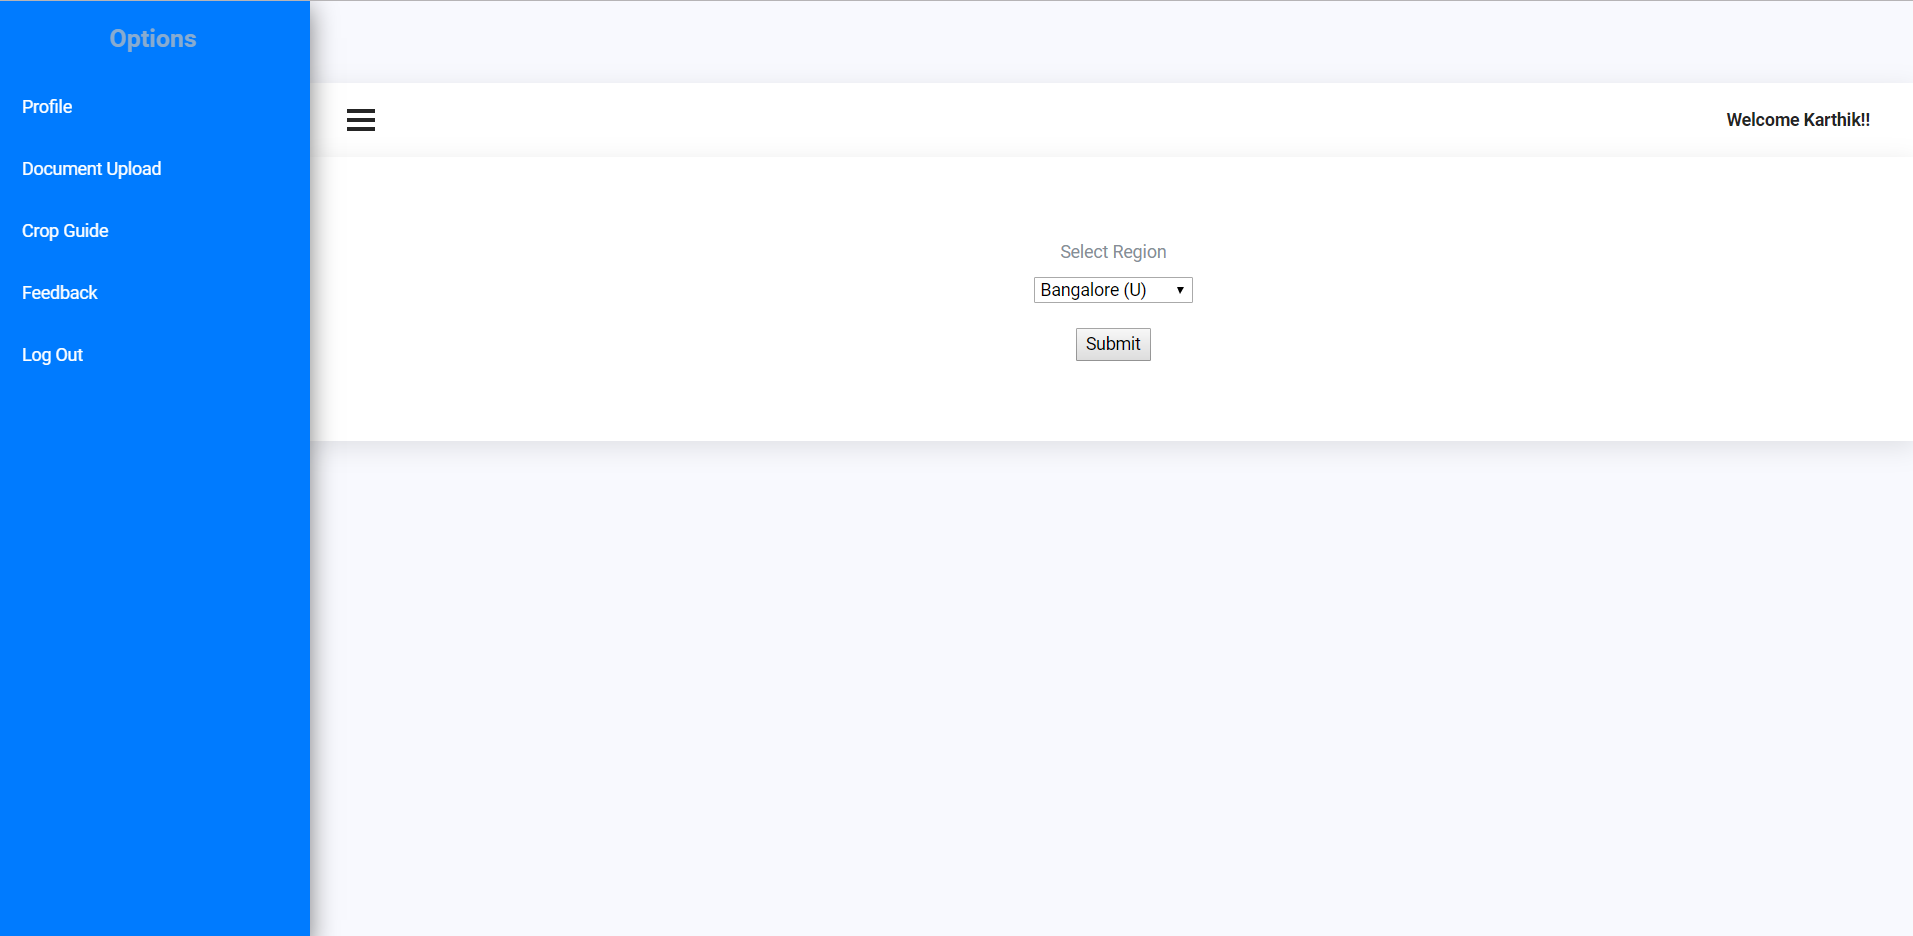 Options
Profile
Document Upload
Crop Guide
Feedback
Log Out
Welcome Karthik!!
Select Region
Bangalore (U)
Submit